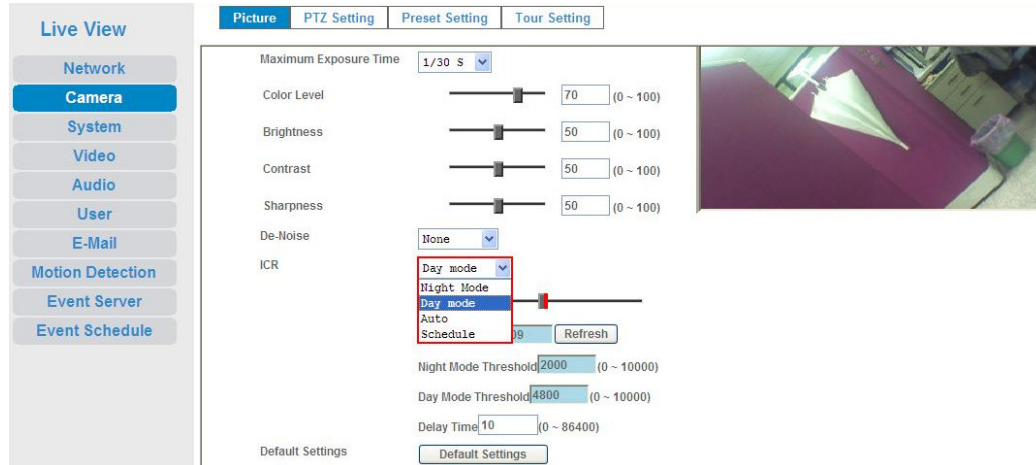 Live View
Network
Camera
System
Video
Audio
User
E-Mail
Motion Detection
Event Server
Event Schedule
Picture PTZ Setting Preset Setting Tour Setting
Maximum Exposure Time 1/30 S
Color Level 70 (0 ~ 100)
Brightness 50 (0 ~ 100)
Contrast 50 (0 ~ 100)
Sharpness 50 (0 ~ 100)
De-Noise None
ICR Day mode
Night Mode
Day mode
Auto
Schedule 09 Refresh
Night Mode Threshold 2000 (0 ~ 10000)
Day Mode Threshold 4800 (0 ~ 10000)
Delay Time 10 (0 ~ 86400)
Default Settings Default Settings